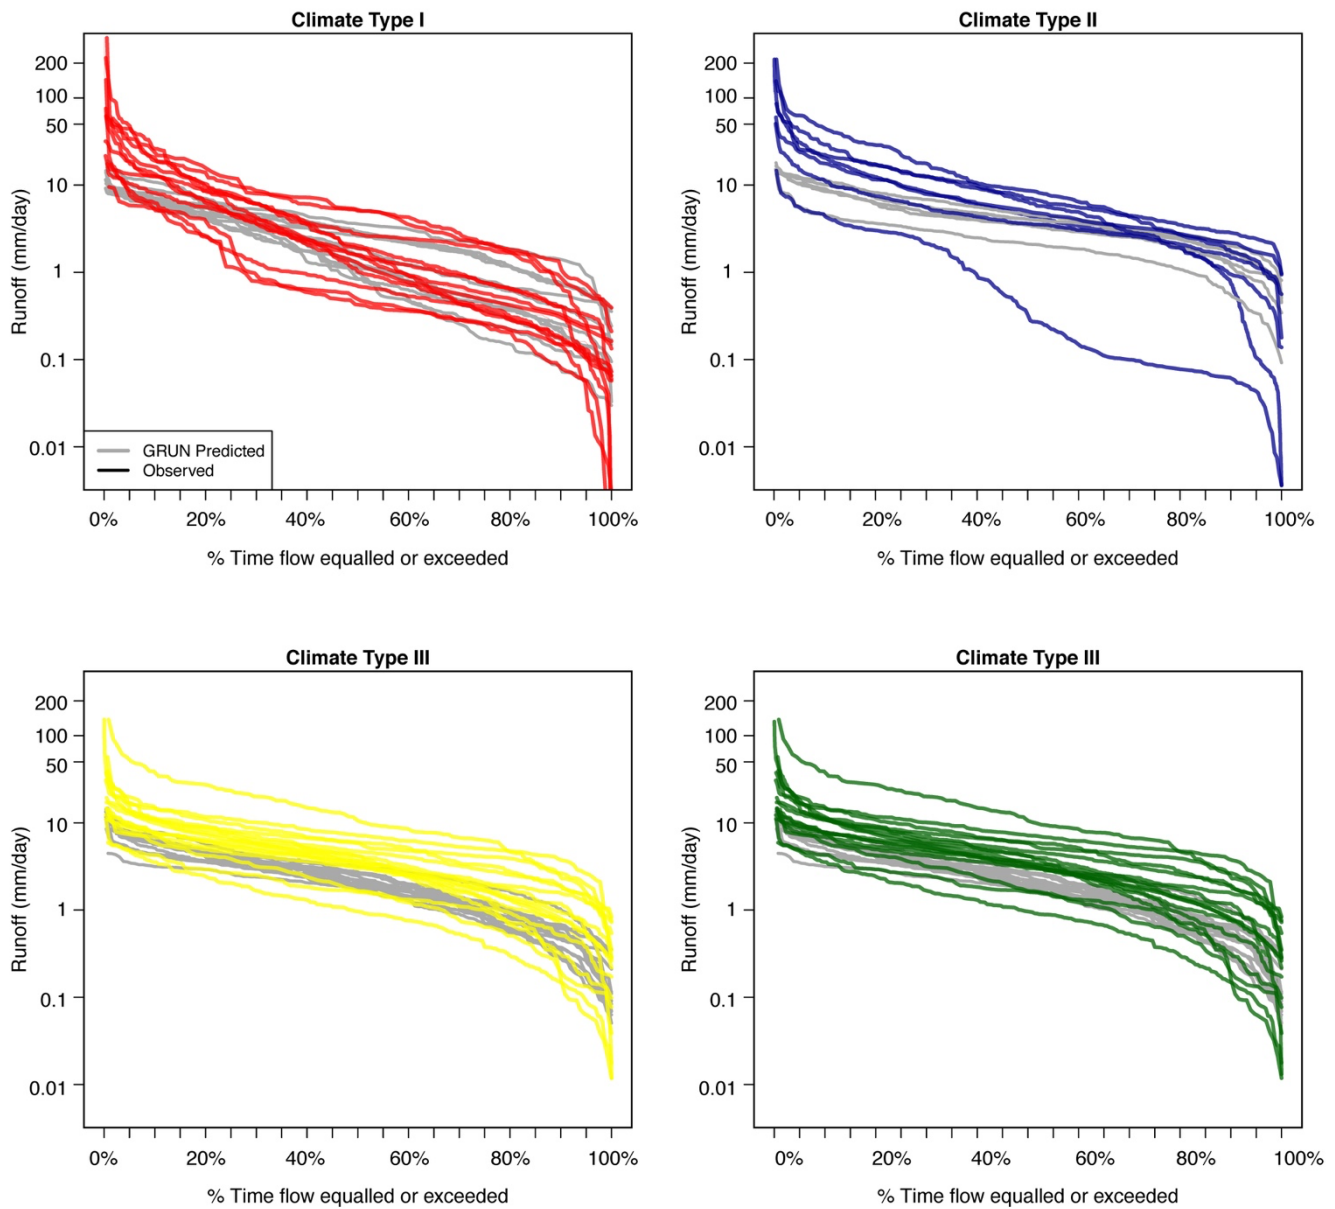 Climate Type I
200
100
50
10
1
0.1
0.01
Runoff (mm/day)
GRUN Predicted
Observed
0% 20% 40% 60% 80% 100%
% Time flow equalled or exceeded
Climate Type II
200
100
50
10
1
0.1
0.01
Runoff (mm/day)
0% 20% 40% 60% 80% 100%
% Time flow equalled or exceeded
Climate Type III
200
100
50
10
1
0.1
0.01
Runoff (mm/day)
0% 20% 40% 60% 80% 100%
% Time flow equalled or exceeded
Climate Type III
200
100
50
10
1
0.1
0.01
Runoff (mm/day)
0% 20% 40% 60% 80% 100%
% Time flow equalled or exceeded